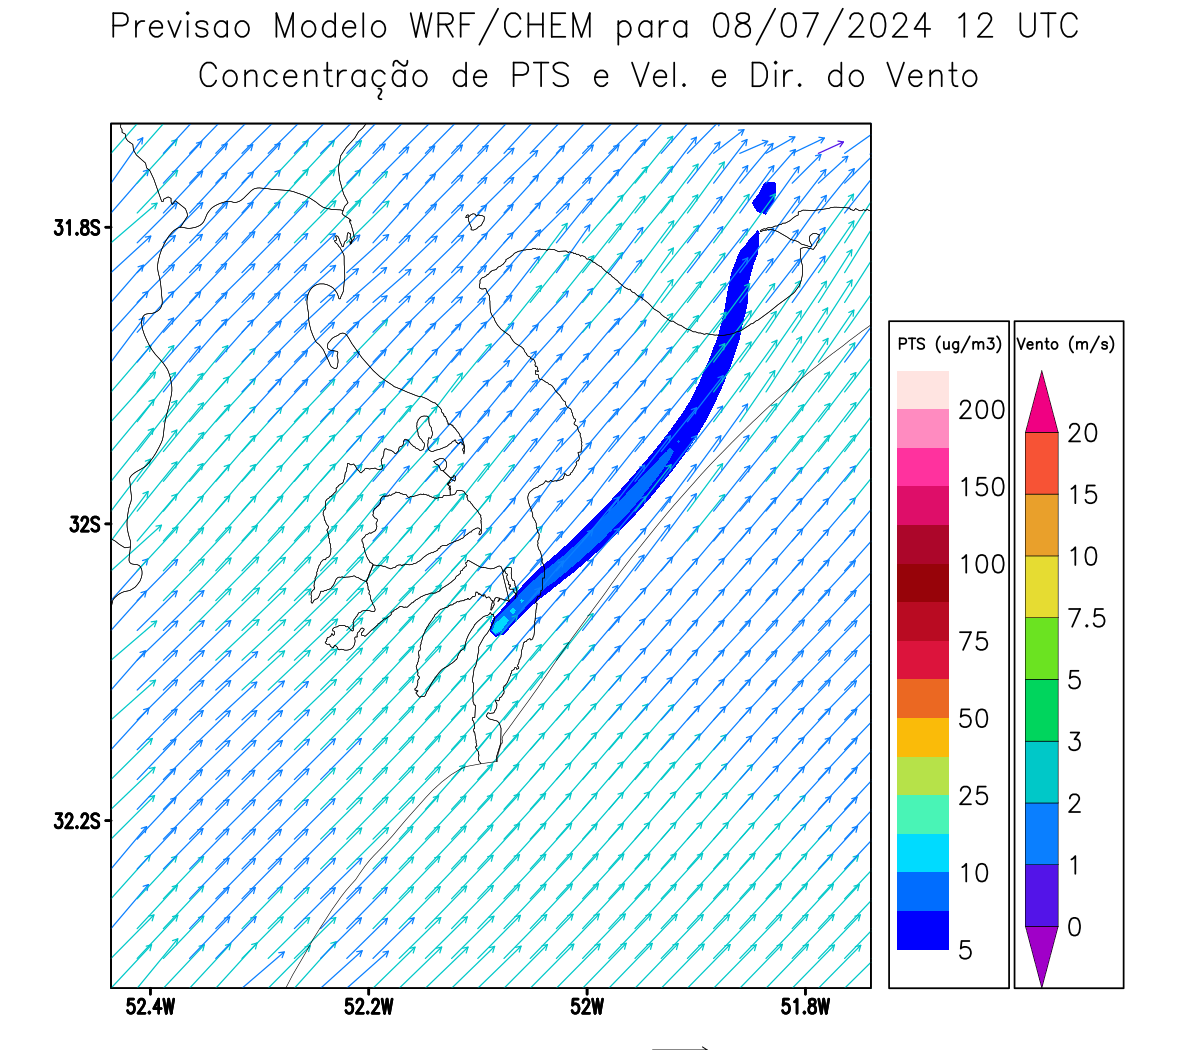 Previsao Modelo WRF/CHEM para 08/07/2024 12 UTC
Concentração de PTS e Vel. e Dir. do Vento
31.8S
32S
32.2S
52.4W
52.2W
52W
51.8W
PTS (ug/m3)
200
150
100
75
50
25
10
5
Vento (m/s)
20
15
10
7.5
5
3
2
1
0